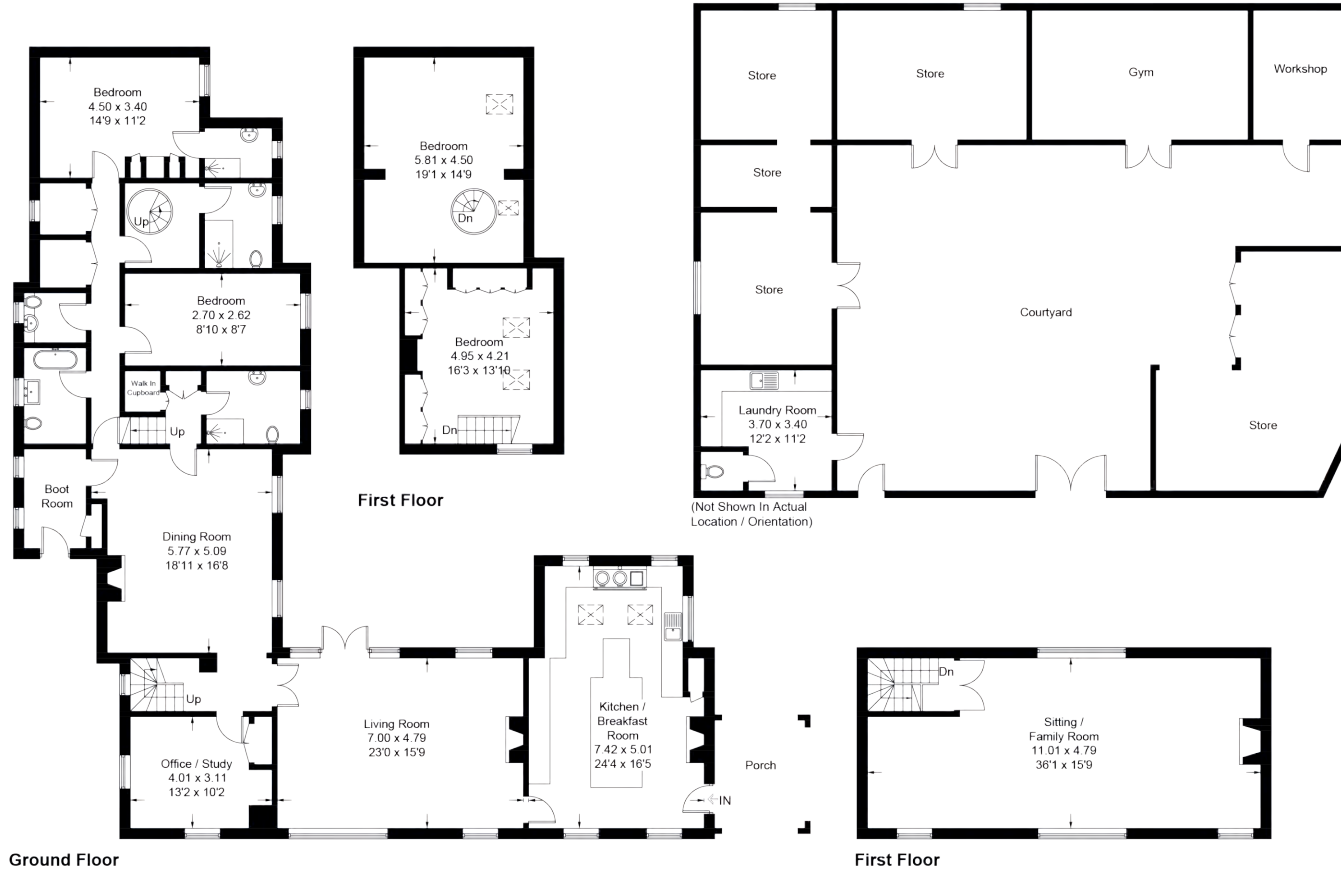 Bedroom
4.50 x 3.40
14'9 x 11'2
Up
Bedroom
2.70 x 2.62
8'10 x 8'7
Walk In
Cupboard
Up
Boot
Room
Dining Room
5.77 x 5.09
18'11 x 16'8
Up
Office / Study
4.01 x 3.11
13'2 x 10'2
Living Room
7.00 x 4.79
23'0 x 15'9
Kitchen /
Breakfast
Room
7.42 x 5.01
24'4 x 16'5
IN
Porch
Ground Floor
Bedroom
5.81 x 4.50
19'1 x 14'9
Dn
Bedroom
4.95 x 4.21
16'3 x 13'10
Dn
First Floor
Store
Store
Gym
Workshop
Store
Store
Courtyard
Laundry Room
3.70 x 3.40
12'2 x 11'2
Store
(Not Shown In Actual
Location / Orientation)
Dn
Sitting /
Family Room
11.01 x 4.79
36'1 x 15'9
First Floor